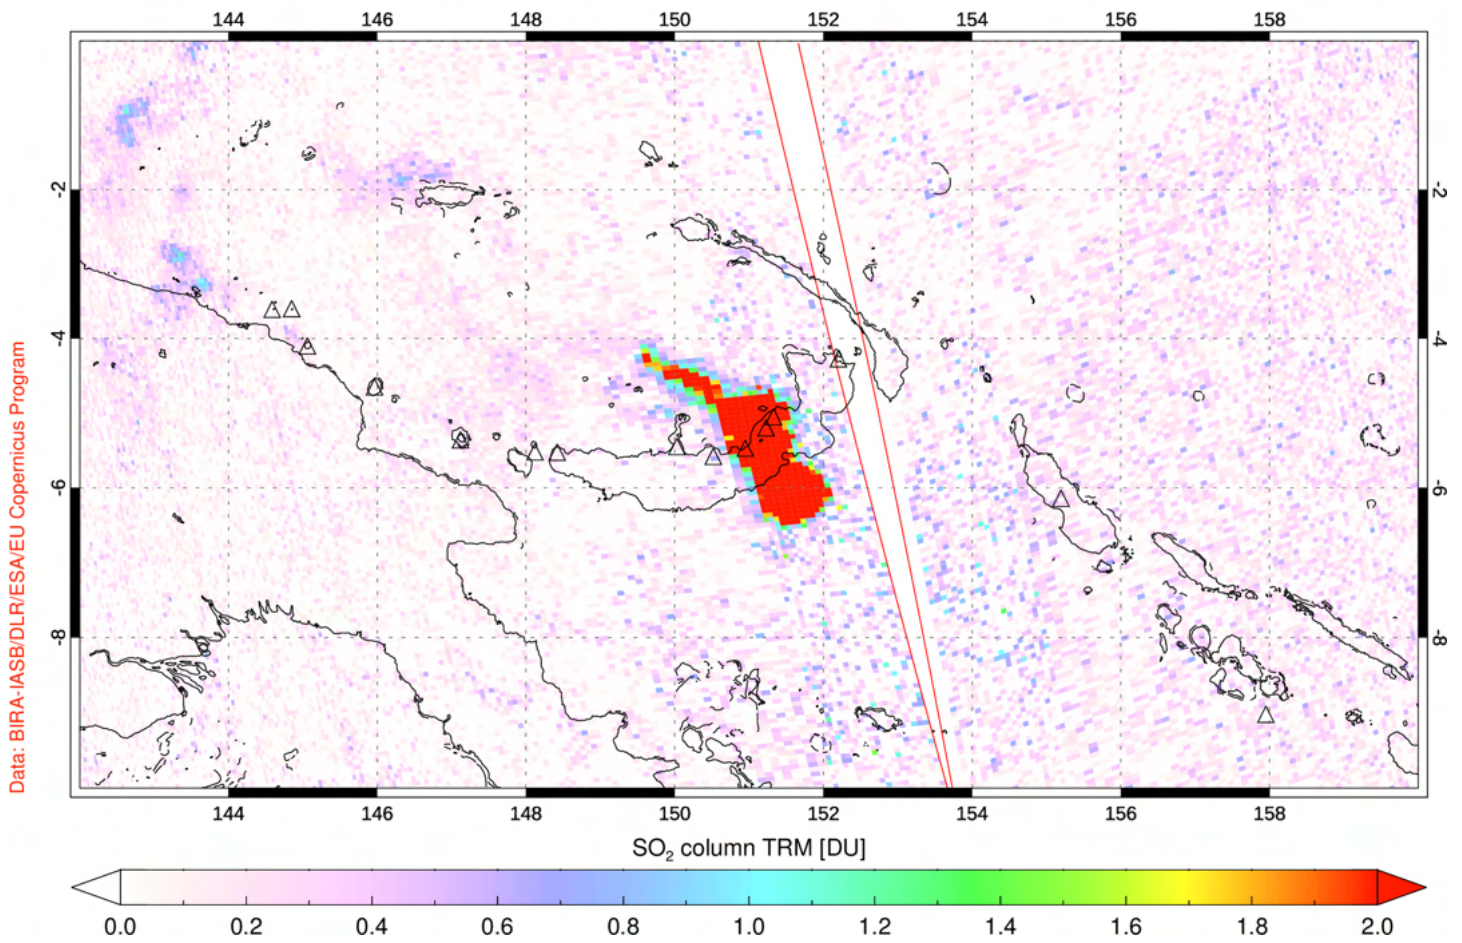 144 146 148 150 152 154 156 158
-2 -2
-4 -4
-6 -6
-8 -8
144 146 148 150 152 154 156 158
Data: BIRA-IASB/DLR/ESA/EU Copernicus Program
SO₂ column TRM [DU]
0.0 0.2 0.4 0.6 0.8 1.0 1.2 1.4 1.6 1.8 2.0